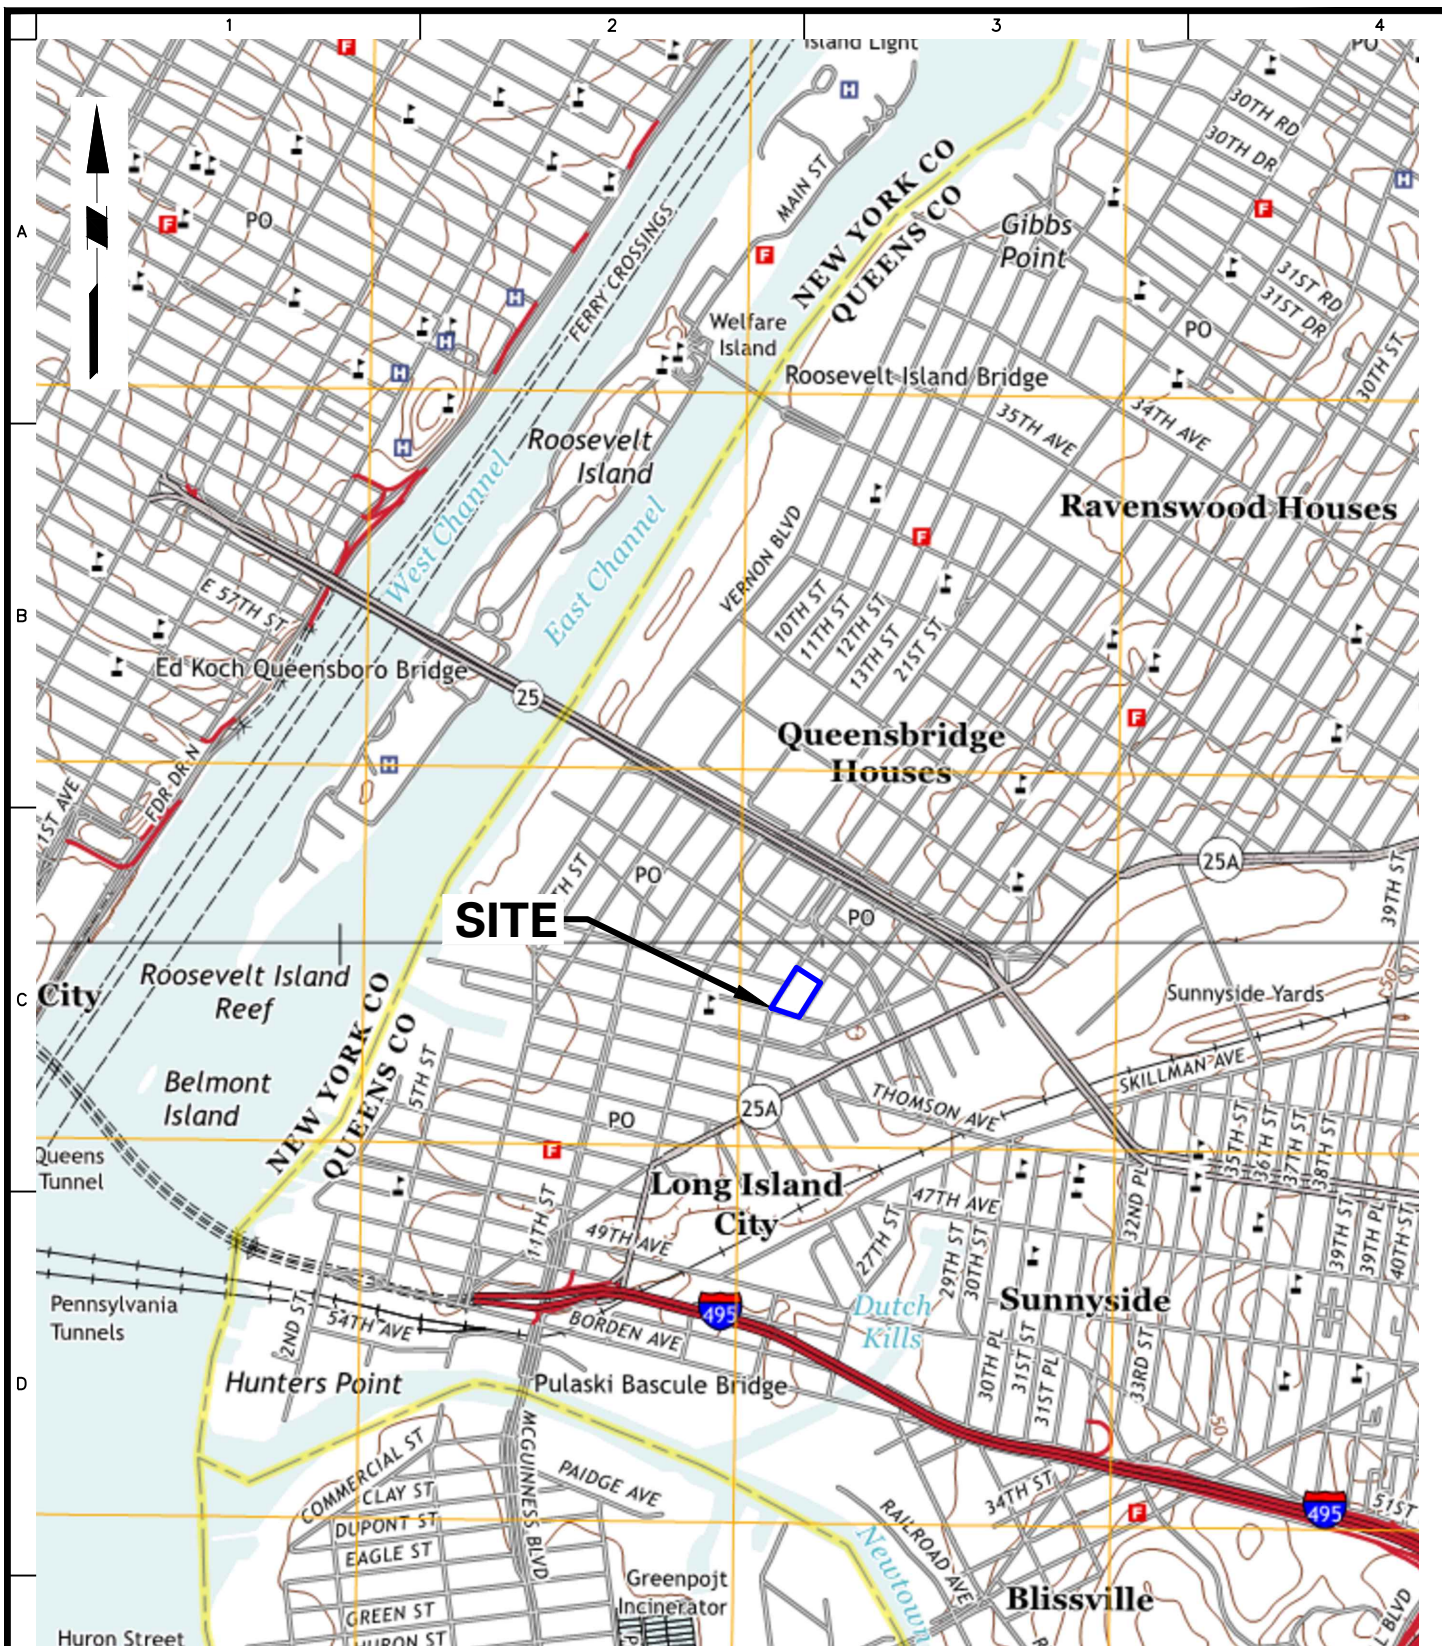 1
2
3
4
A
B
C
D
Island Light
PO
30TH RD
30TH DR
F
H
MAIN ST
NEW YORK CO
QUEENS CO
Gibbs
Point
PO
FERRY CROSSINGS
31ST RD
31ST DR
PO
30TH ST
Welfare
Island
Roosevelt Island Bridge
35TH AVE
34TH AVE
Roosevelt
Island
West Channel
East Channel
Ravenswood Houses
VERNON BLVD
10TH ST
11TH ST
12TH ST
13TH ST
21ST ST
E 57TH ST
Ed Koch Queensboro Bridge
25
Queensbridge
Houses
FDR DR N
1ST AVE
25A
39TH ST
TH ST
PO
PO
SITE
City
Roosevelt Island
Reef
Sunnyside Yards
50
Belmont
Island
NEW YORK CO
QUEENS CO
5TH ST
SKILLMAN AVE
THOMSON AVE
25A
PO
F
Queens
Tunnel
35TH ST
36TH ST
37TH ST
38TH ST
32ND PL
Long Island
City
47TH AVE
11TH ST
49TH AVE
27TH ST
29TH ST
30TH ST
39TH ST
39TH PL
40TH ST
Pennsylvania
Tunnels
2ND ST
54TH AVE
BORDEN AVE
495
Dutch
Kills
Sunnyside
30TH PL
31ST ST
31ST PL
33RD ST
Hunters Point
Pulaski Bascule Bridge
MCGUINNESS BLVD
50
COMMERCIAL ST
CLAY ST
DUPONT ST
EAGLE ST
PAIDGE AVE
34TH ST
RAILROAD AVE
F
495
51ST
Newtown
Greenpojt
Incinerator
Blissville
BLVD
GREEN ST
HURON ST
Huron Street